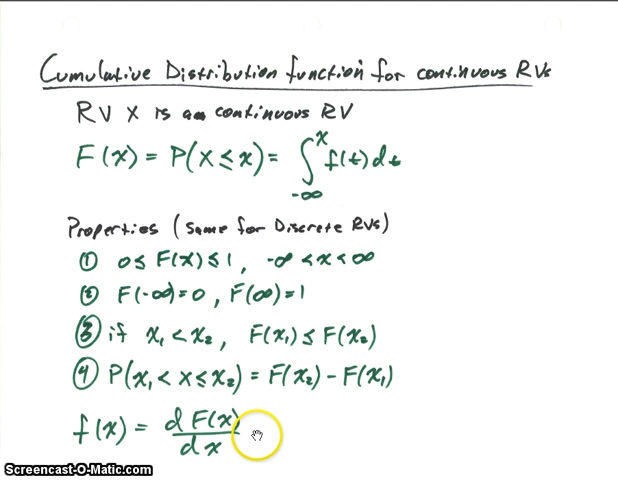 Cumulative Distribution function for continuous RVs
RV X is a continuous RV
F(x) = P(X ≤ x) = ∫_{-∞}^{x} f(t)dt
Properties (Same for Discrete RVs)
① 0 ≤ F(x) ≤ 1, -∞ < x < ∞
② F(-∞) = 0, F(∞) = 1
③ if x₁ < x₂, F(x₁) ≤ F(x₂)
④ P(x₁ < X ≤ x₂) = F(x₂) - F(x₁)
f(x) = dF(x)/dx
Screencast-O-Matic.com